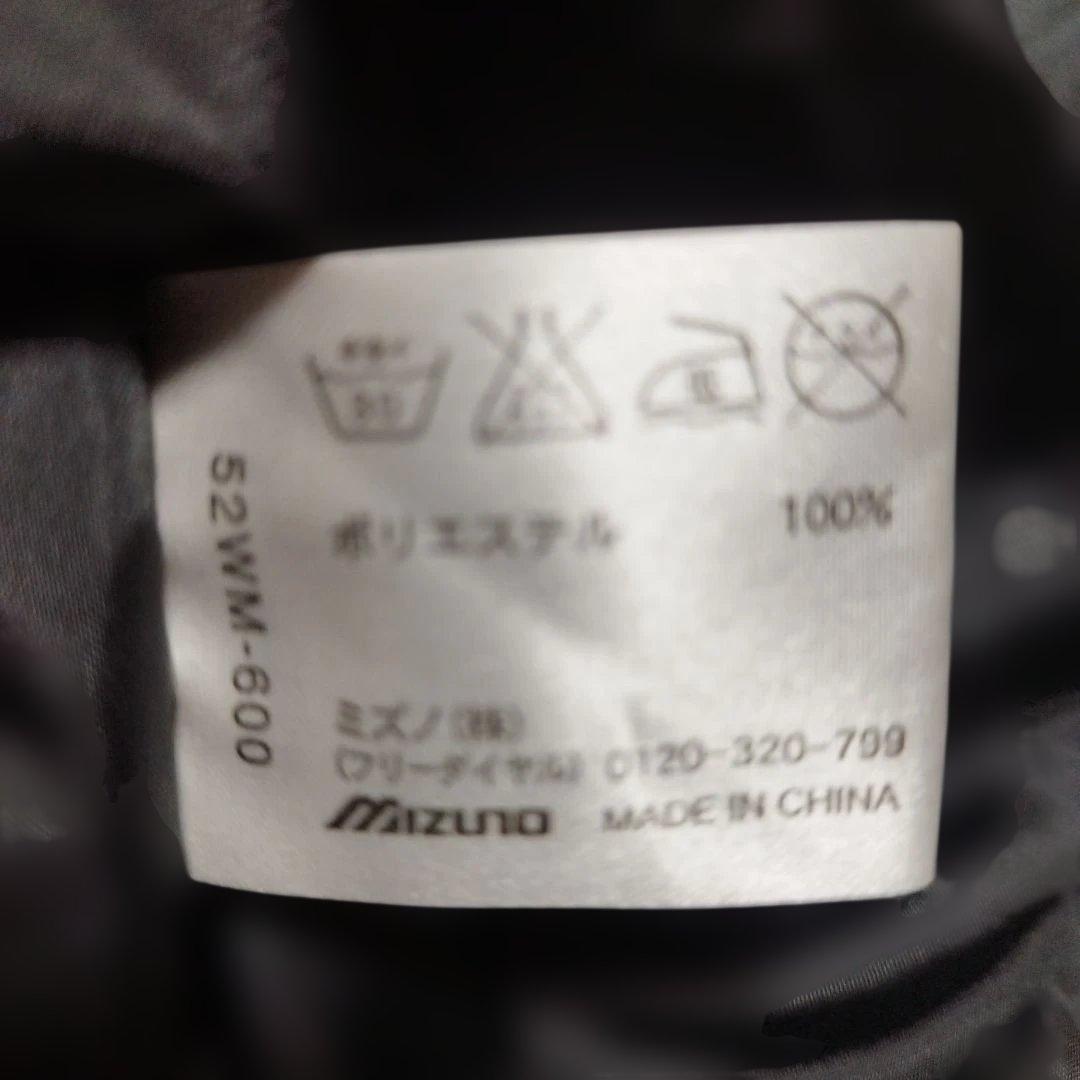 52WM-600
ポリエステル 100%
ミズノ(株)
(フリーダイヤル) 0120-320-799
MIZUNO MADE IN CHINA